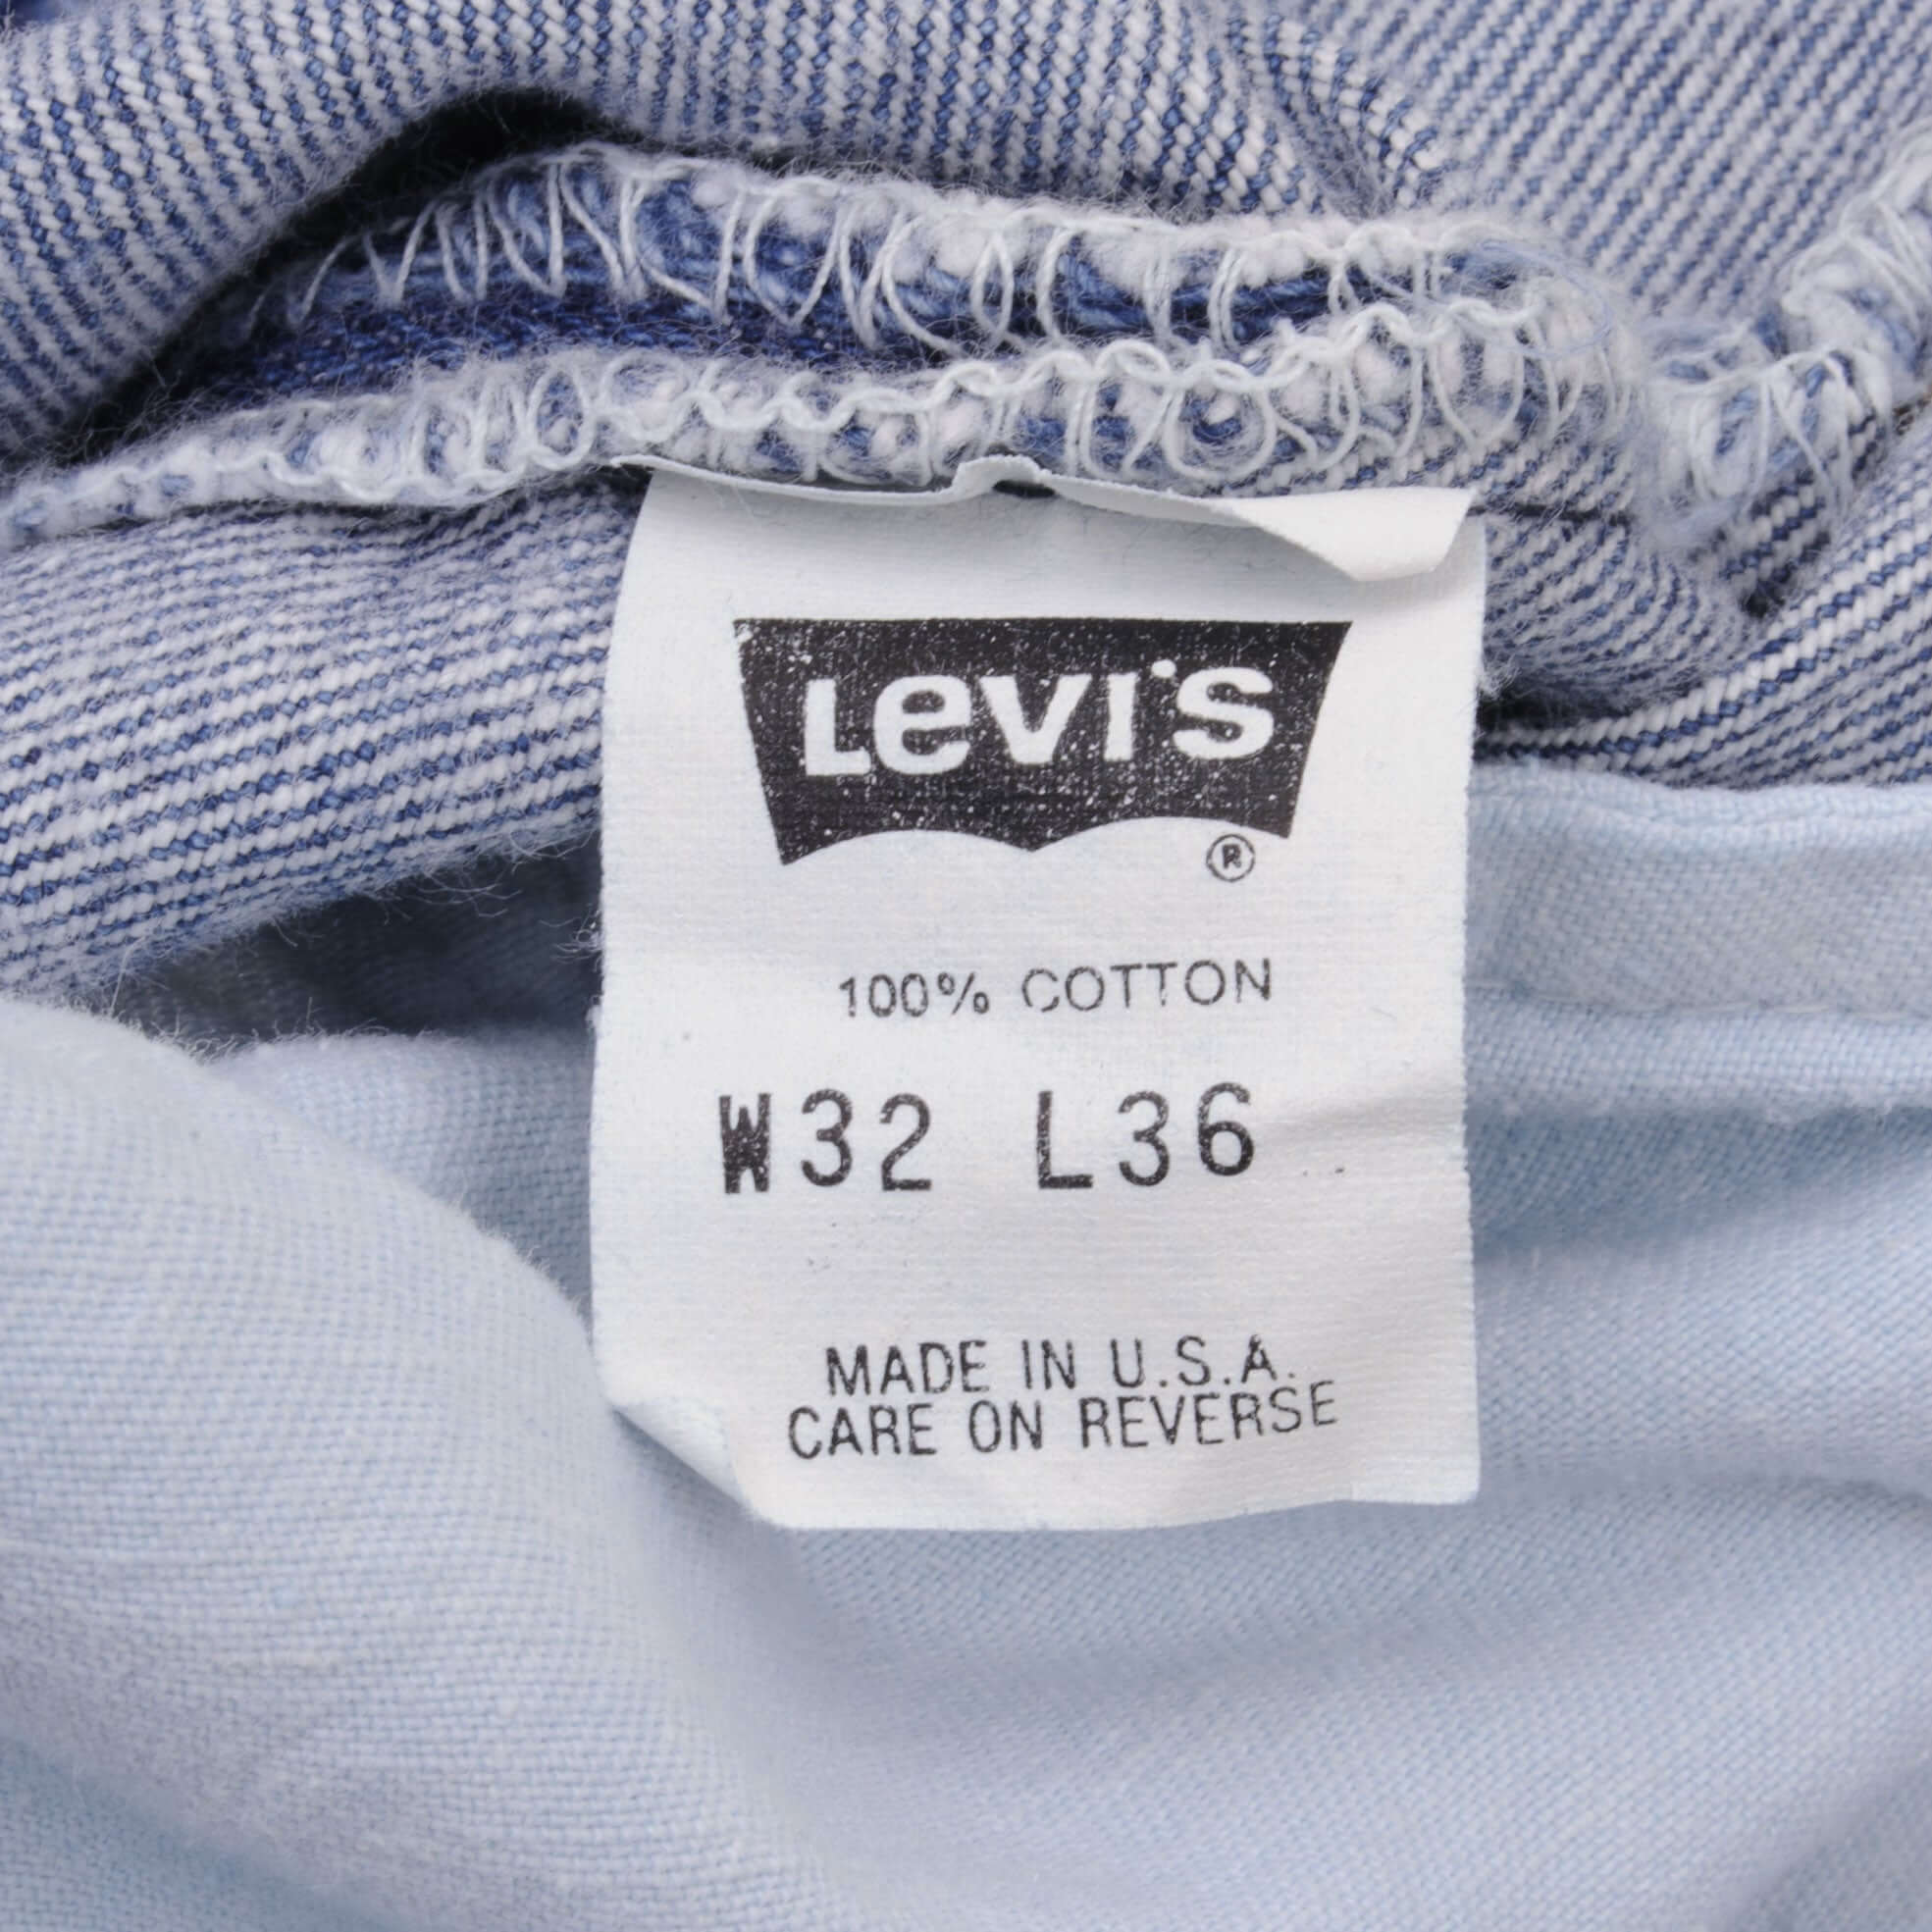 Levi's
®
100% COTTON
W32 L36
MADE IN U.S.A.
CARE ON REVERSE